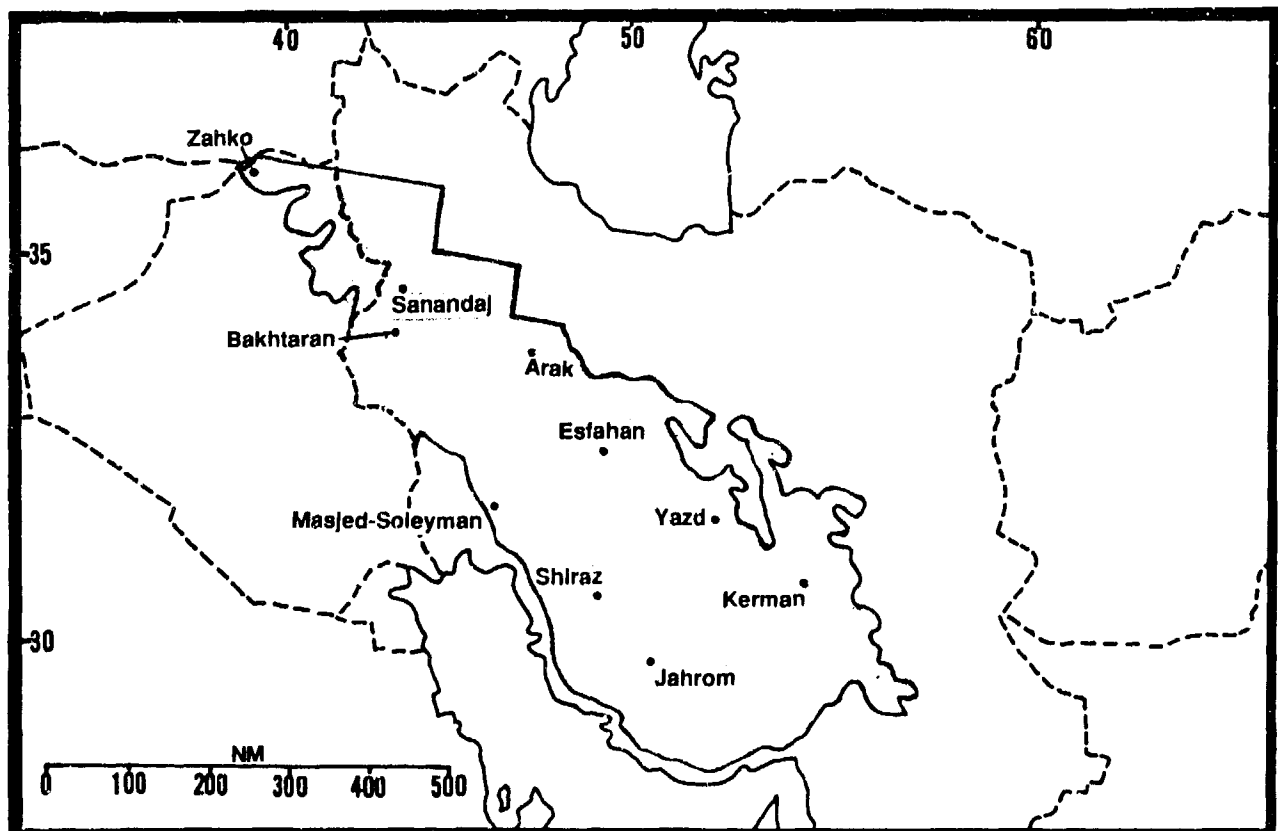 40 50 60
Zahko
35
Sanandaj
Bakhtaran
Arak
Esfahan
Masjed-Soleyman
Yazd
Shiraz
Kerman
30
Jahrom
NM
0 100 200 300 400 500